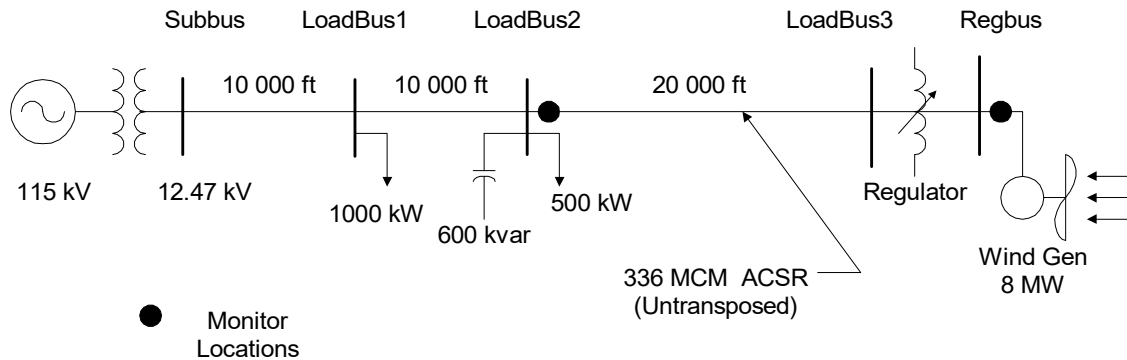 Subbus
LoadBus1
LoadBus2
LoadBus3
Regbus
10 000 ft
10 000 ft
20 000 ft
115 kV
12.47 kV
1000 kW
600 kvar
500 kW
Regulator
336 MCM ACSR
(Untransposed)
Wind Gen
8 MW
Monitor
Locations